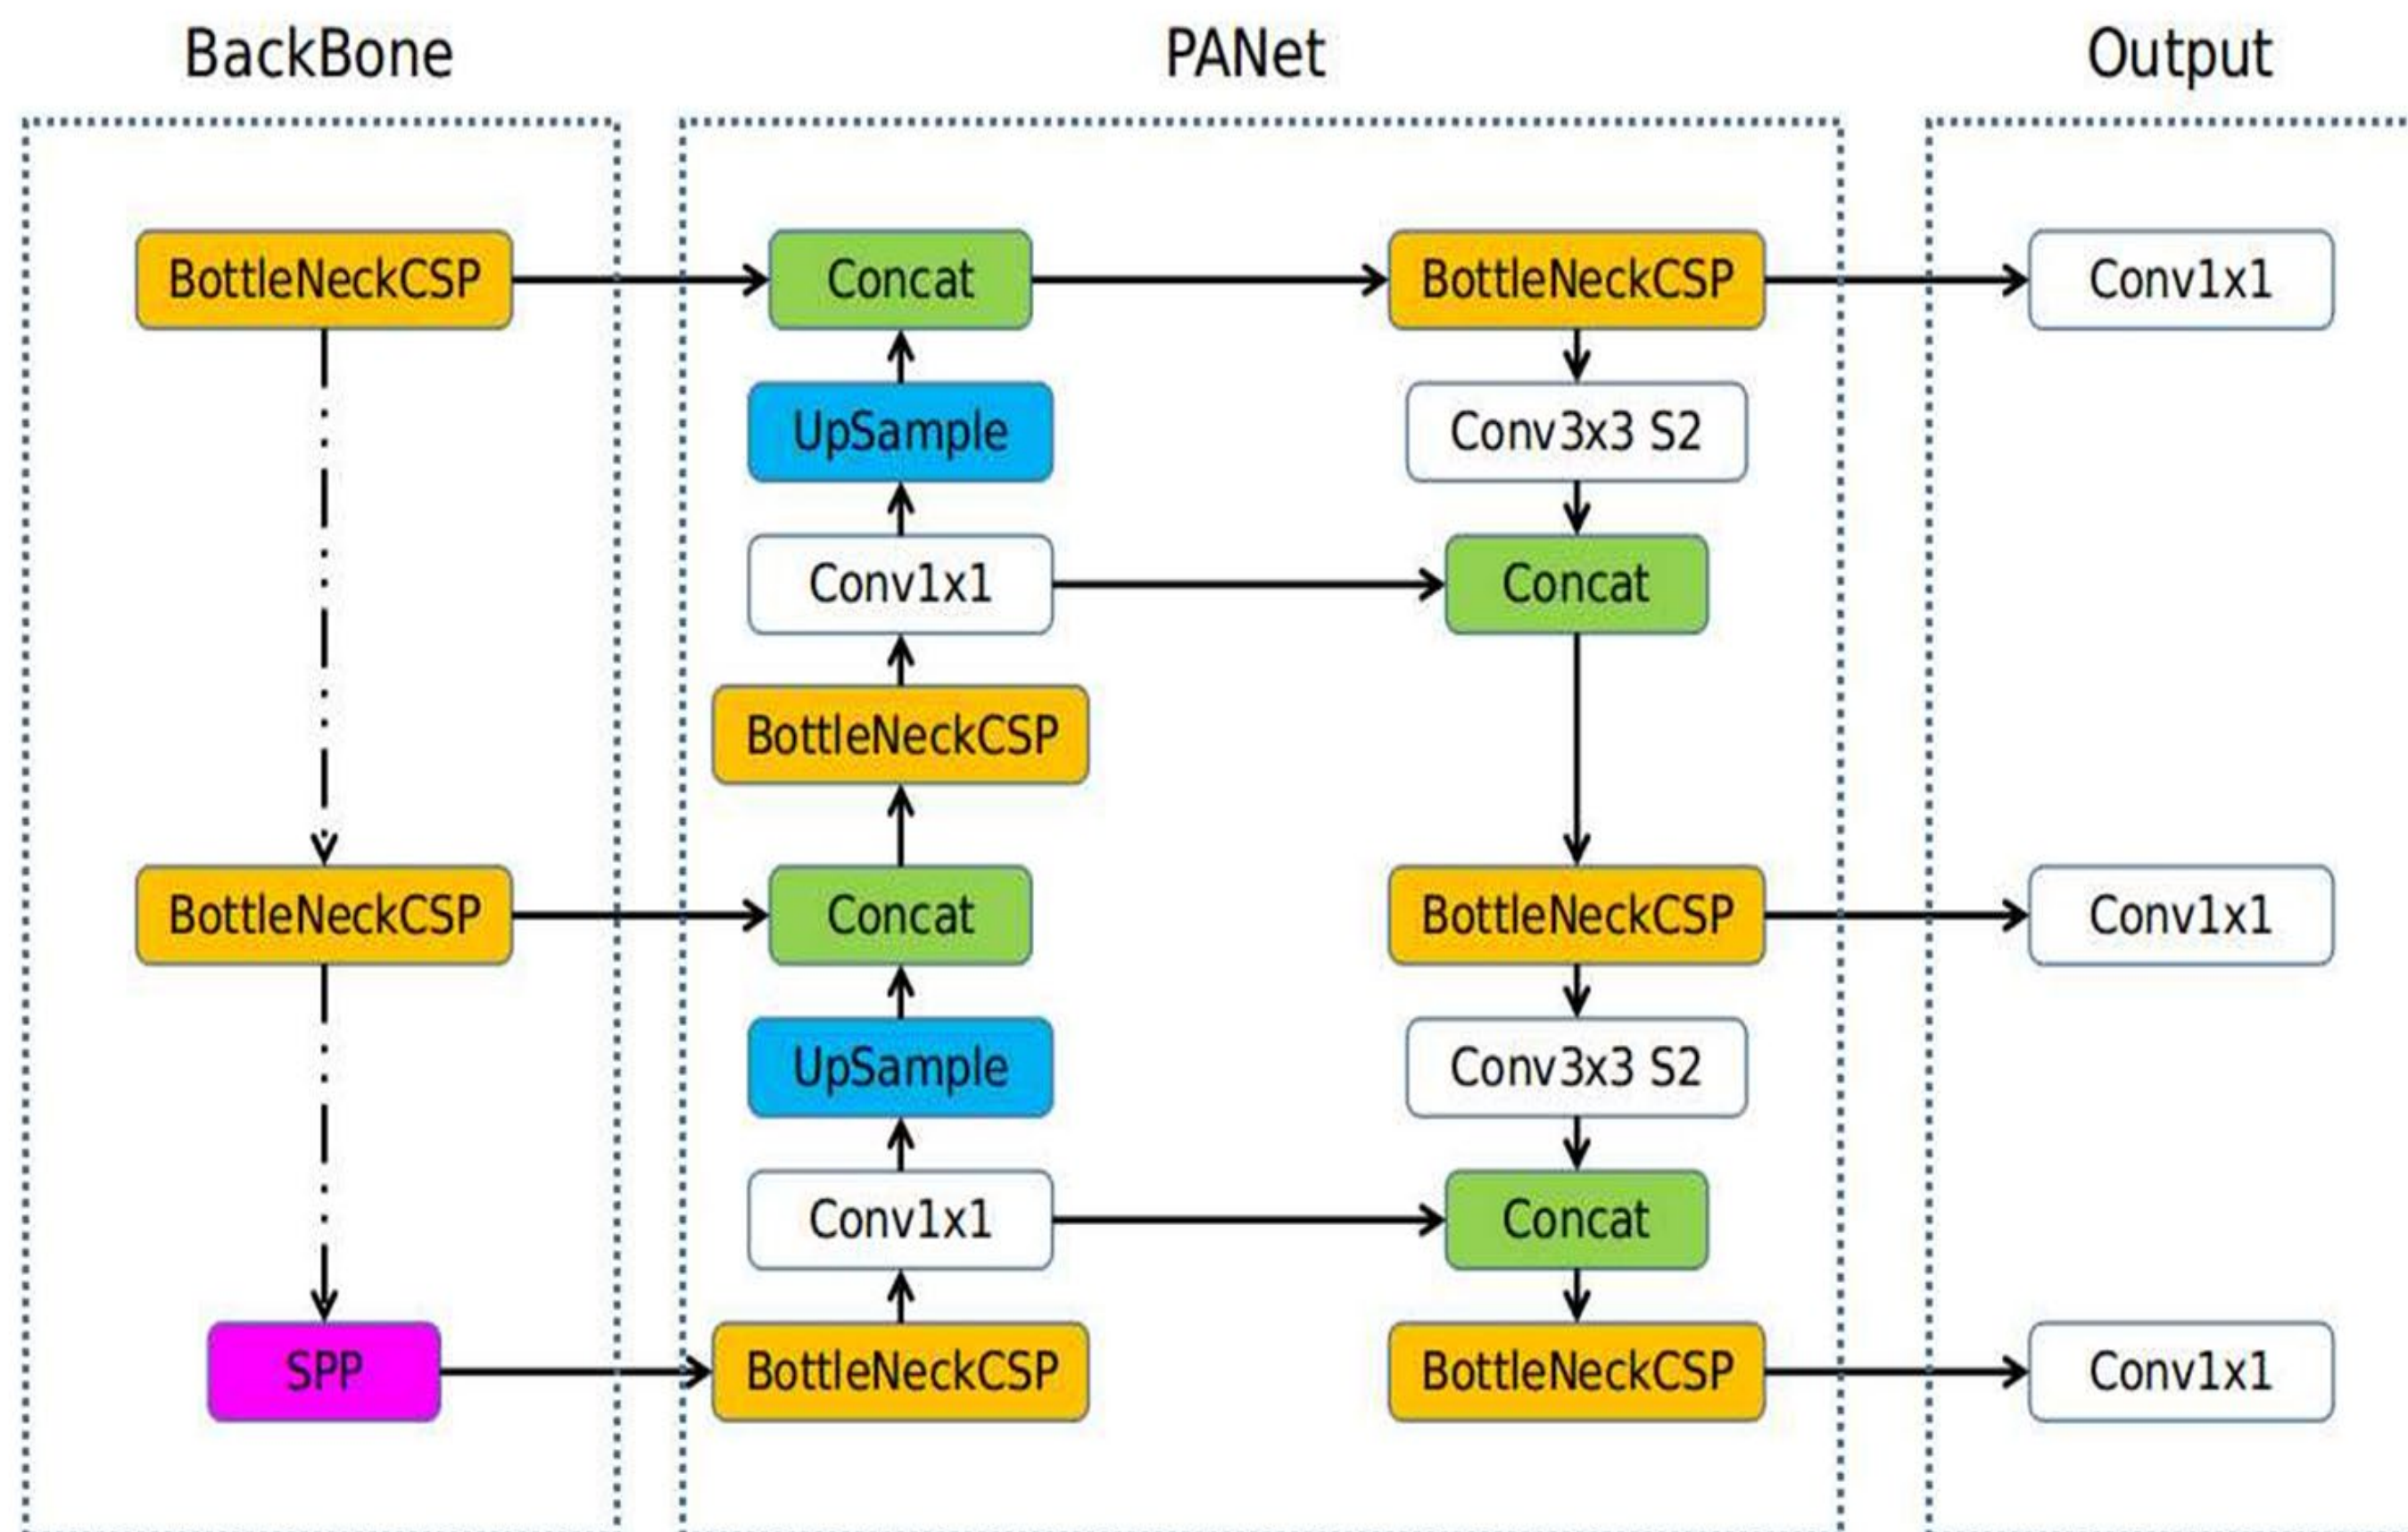 BackBone
PANet
Output
BottleNeckCSP
Concat
BottleNeckCSP
Conv1x1
UpSample
Conv3x3 S2
Conv1x1
Concat
BottleNeckCSP
BottleNeckCSP
Concat
BottleNeckCSP
Conv1x1
UpSample
Conv3x3 S2
Conv1x1
Concat
SPP
BottleNeckCSP
BottleNeckCSP
Conv1x1